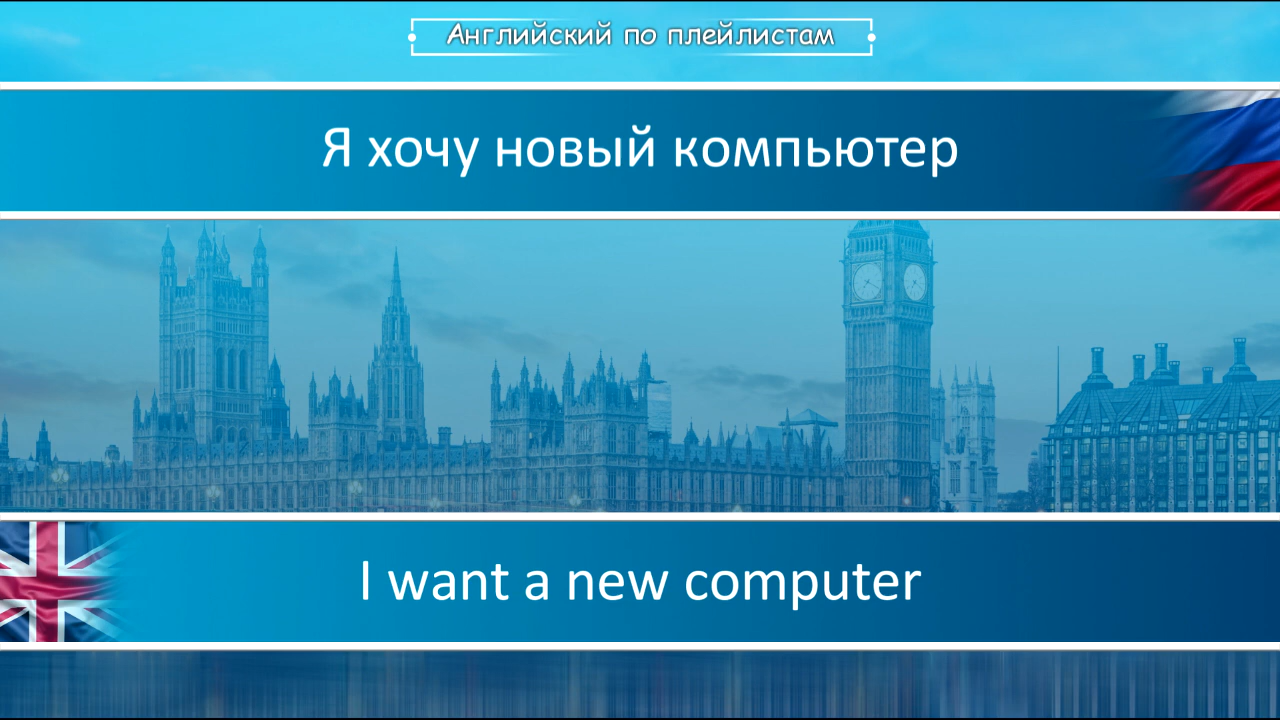 Английский по плейлистам
Я хочу новый компьютер
I want a new computer